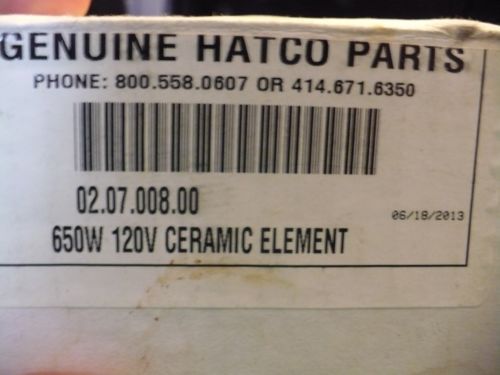 GENUINE HATCO PARTS
PHONE: 800.558.0607 OR 414.671.6350
02.07.008.00
06/18/2013
650W 120V CERAMIC ELEMENT